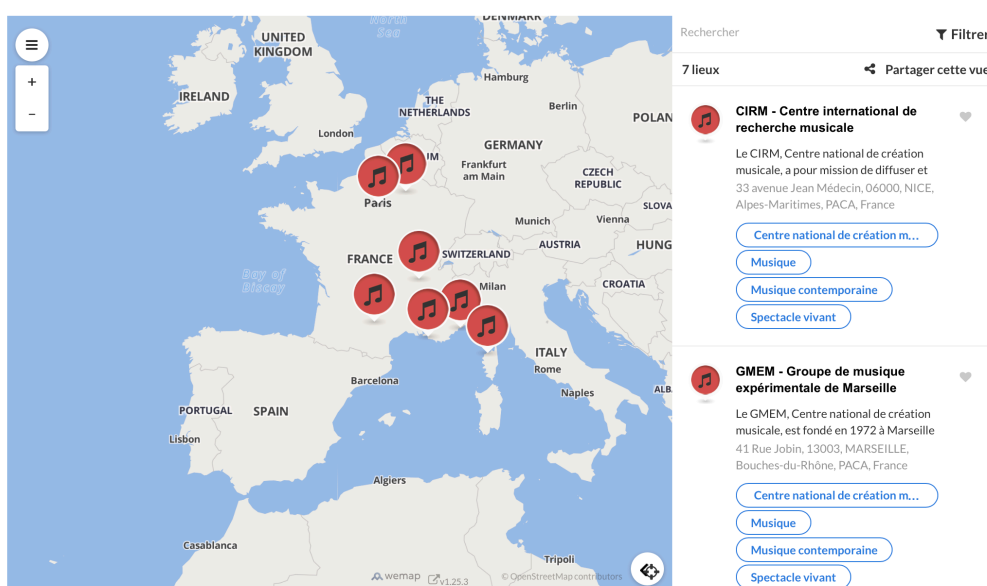 North
Sea
DENMARK
UNITED
KINGDOM
+
−
IRELAND
Hamburg
THE
NETHERLANDS
Berlin
POLAN
London
GERMANY
UM
Frankfurt
am Main
CZECH
REPUBLIC
Paris
SLOVA
Munich
Vienna
AUSTRIA
HUNG
FRANCE
SWITZERLAND
Bay of
Biscay
Milan
CROATIA
ITALY
Rome
Barcelona
Naples
ALB
PORTUGAL
SPAIN
Lisbon
Algiers
Casablanca
Tripoli
wemap
v1.25.3
© OpenStreetMap contributors
Rechercher
Filtrer
7 lieux
Partager cette vue
CIRM - Centre international de
recherche musicale
Le CIRM, Centre national de création
musicale, a pour mission de diffuser et
33 avenue Jean Médecin, 06000, NICE,
Alpes-Maritimes, PACA, France
Centre national de création m...
Musique
Musique contemporaine
Spectacle vivant
GMEM - Groupe de musique
expérimentale de Marseille
Le GMEM, Centre national de création
musicale, est fondé en 1972 à Marseille
41 Rue Jobin, 13003, MARSEILLE,
Bouches-du-Rhône, PACA, France
Centre national de création m...
Musique
Musique contemporaine
Spectacle vivant